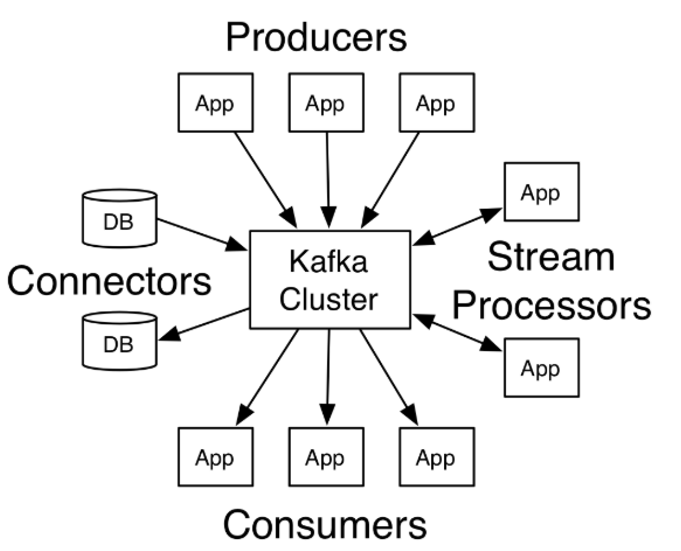 Producers
App
App
App
DB
App
Kafka
Cluster
Connectors
Stream
Processors
DB
App
App
App
App
Consumers